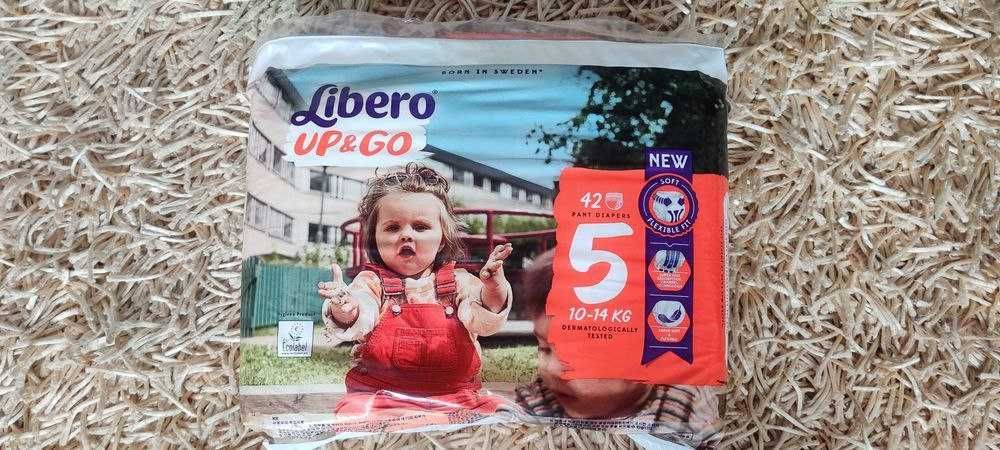 BORN IN SWEDEN*
Libero
UP&GO
NEW
SOFT
FLEXIBLE FIT
42
PANT DIAPERS
5
10-14 KG
DERMATOLOGICALLY
TESTED
Ecolabel